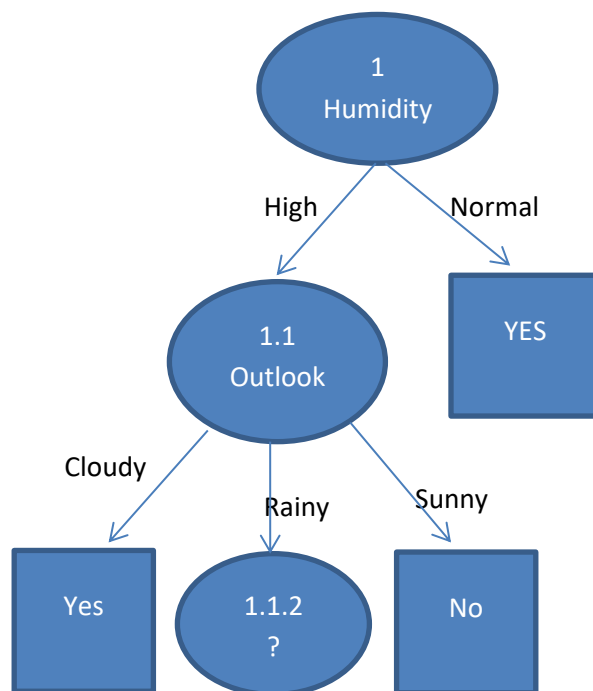 1
Humidity
High
Normal
1.1
Outlook
YES
Cloudy
Rainy
Sunny
Yes
1.1.2
?
No